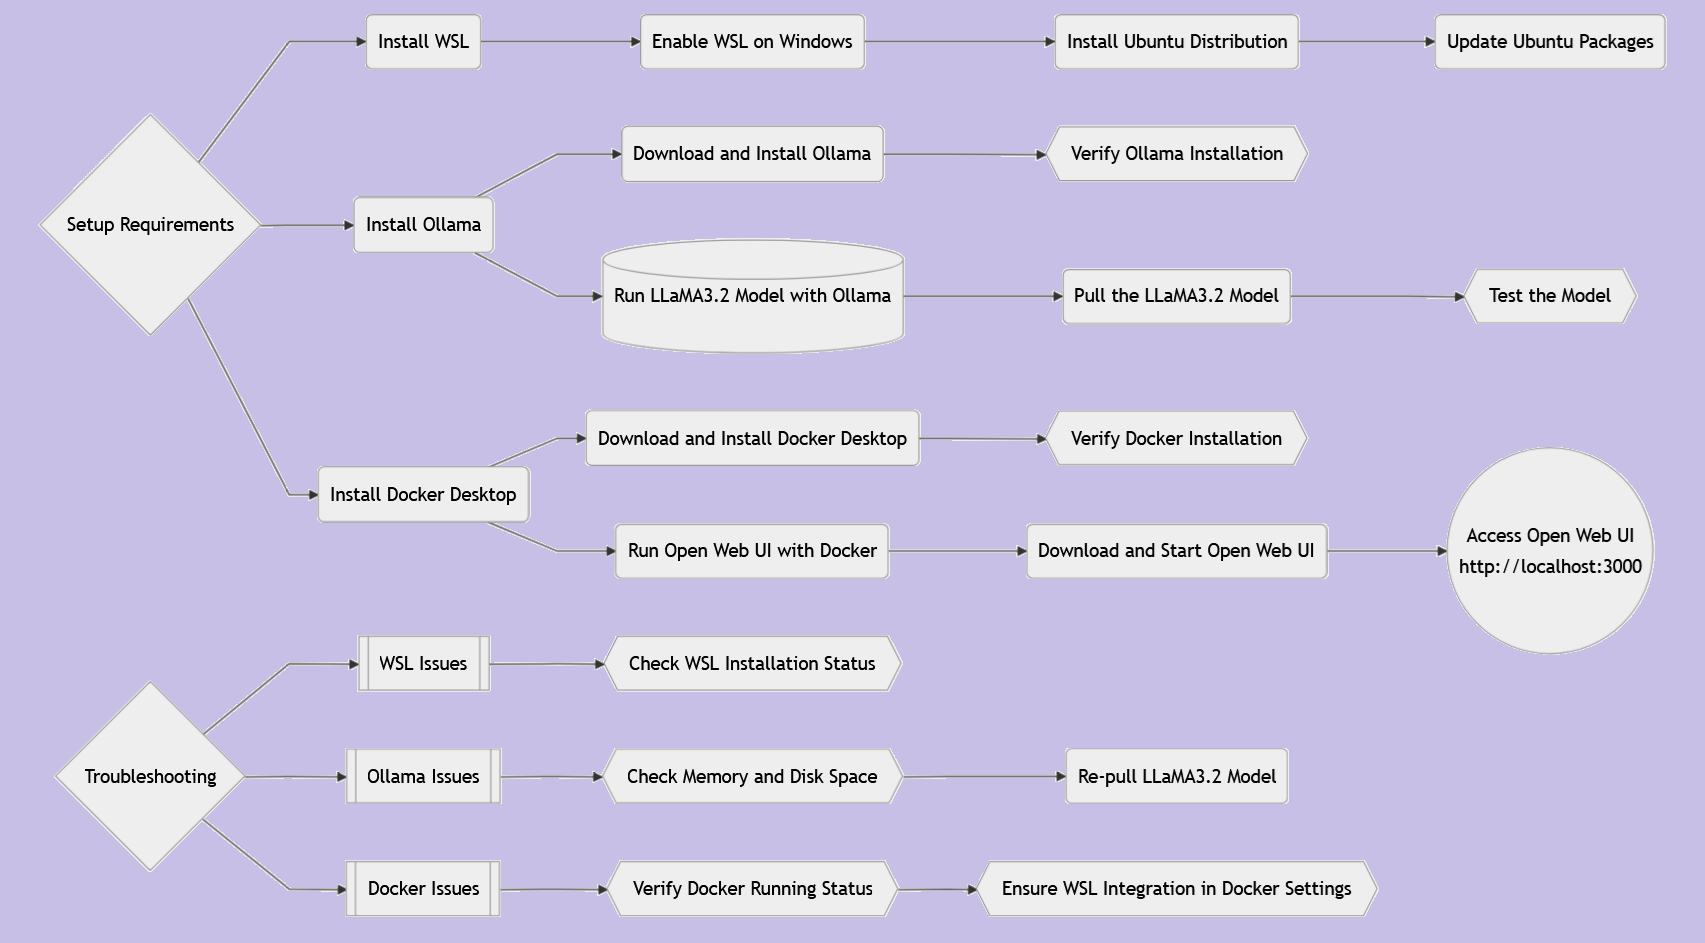 Install WSL
Enable WSL on Windows
Install Ubuntu Distribution
Update Ubuntu Packages
Setup Requirements
Install Ollama
Download and Install Ollama
Verify Ollama Installation
Run LLaMA3.2 Model with Ollama
Pull the LLaMA3.2 Model
Test the Model
Install Docker Desktop
Download and Install Docker Desktop
Verify Docker Installation
Run Open Web UI with Docker
Download and Start Open Web UI
Access Open Web UI
http://localhost:3000
Troubleshooting
WSL Issues
Check WSL Installation Status
Ollama Issues
Check Memory and Disk Space
Re-pull LLaMA3.2 Model
Docker Issues
Verify Docker Running Status
Ensure WSL Integration in Docker Settings